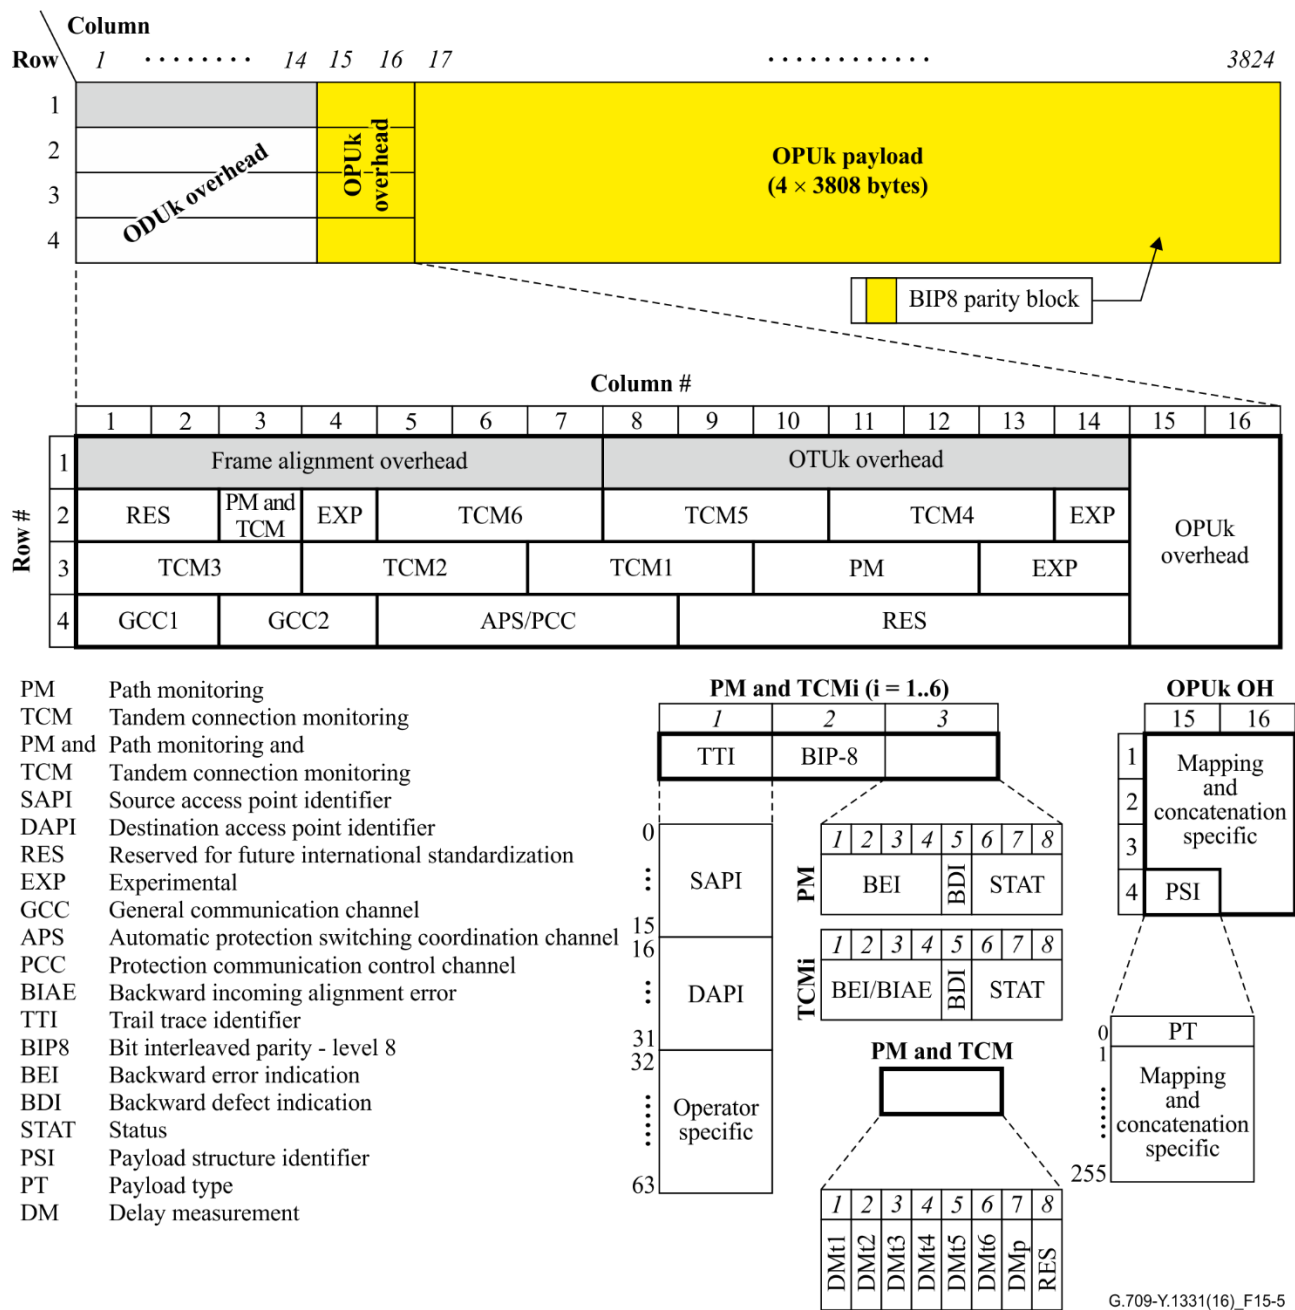 Column
Row 1 ········ 14 15 16 17 ············ 3824
1
2
3
4
ODUk overhead
OPUk
overhead
OPUk payload
(4 × 3808 bytes)
BIP8 parity block
Column #
1 2 3 4 5 6 7 8 9 10 11 12 13 14 15 16
Row #
1 Frame alignment overhead OTUk overhead
2 RES PM and TCM EXP TCM6 TCM5 TCM4 EXP
3 TCM3 TCM2 TCM1 PM EXP
4 GCC1 GCC2 APS/PCC RES
OPUk
overhead
PM Path monitoring
TCM Tandem connection monitoring
PM and Path monitoring and
TCM Tandem connection monitoring
SAPI Source access point identifier
DAPI Destination access point identifier
RES Reserved for future international standardization
EXP Experimental
GCC General communication channel
APS Automatic protection switching coordination channel
PCC Protection communication control channel
BIAE Backward incoming alignment error
TTI Trail trace identifier
BIP8 Bit interleaved parity - level 8
BEI Backward error indication
BDI Backward defect indication
STAT Status
PSI Payload structure identifier
PT Payload type
DM Delay measurement
PM and TCMi (i = 1..6)
1 2 3
TTI BIP-8
0
SAPI
15
16
DAPI
31
32
Operator
specific
63
PM
1 2 3 4 5 6 7 8
BEI BDI STAT
TCMi
1 2 3 4 5 6 7 8
BEI/BIAE BDI STAT
PM and TCM
1 2 3 4 5 6 7 8
DMt1 DMt2 DMt3 DMt4 DMt5 DMt6 DMp RES
OPUk OH
15 16
1
2
3
4
Mapping
and
concatenation
specific
PSI
0 PT
1
Mapping
and
concatenation
specific
255
G.709-Y.1331(16)_F15-5